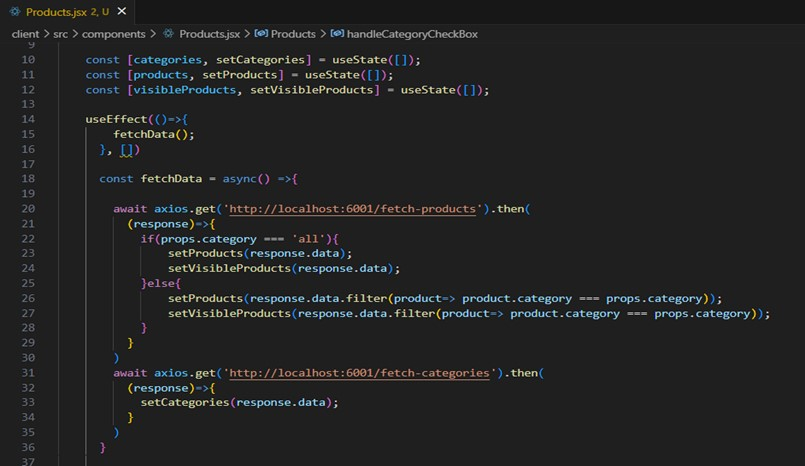 Products.jsx 2, U ×
client > src > components > Products.jsx > Products > handleCategoryCheckBox
9
10 const [categories, setCategories] = useState([]);
11 const [products, setProducts] = useState([]);
12 const [visibleProducts, setVisibleProducts] = useState([]);
13
14 useEffect(()=>{
15 fetchData();
16 }, [])
17
18 const fetchData = async() =>{
19
20 await axios.get('http://localhost:6001/fetch-products').then(
21 (response)=>{
22 if(props.category === 'all'){
23 setProducts(response.data);
24 setVisibleProducts(response.data);
25 }else{
26 setProducts(response.data.filter(product=> product.category === props.category));
27 setVisibleProducts(response.data.filter(product=> product.category === props.category));
28 }
29 }
30 )
31 await axios.get('http://localhost:6001/fetch-categories').then(
32 (response)=>{
33 setCategories(response.data);
34 }
35 )
36 }
37